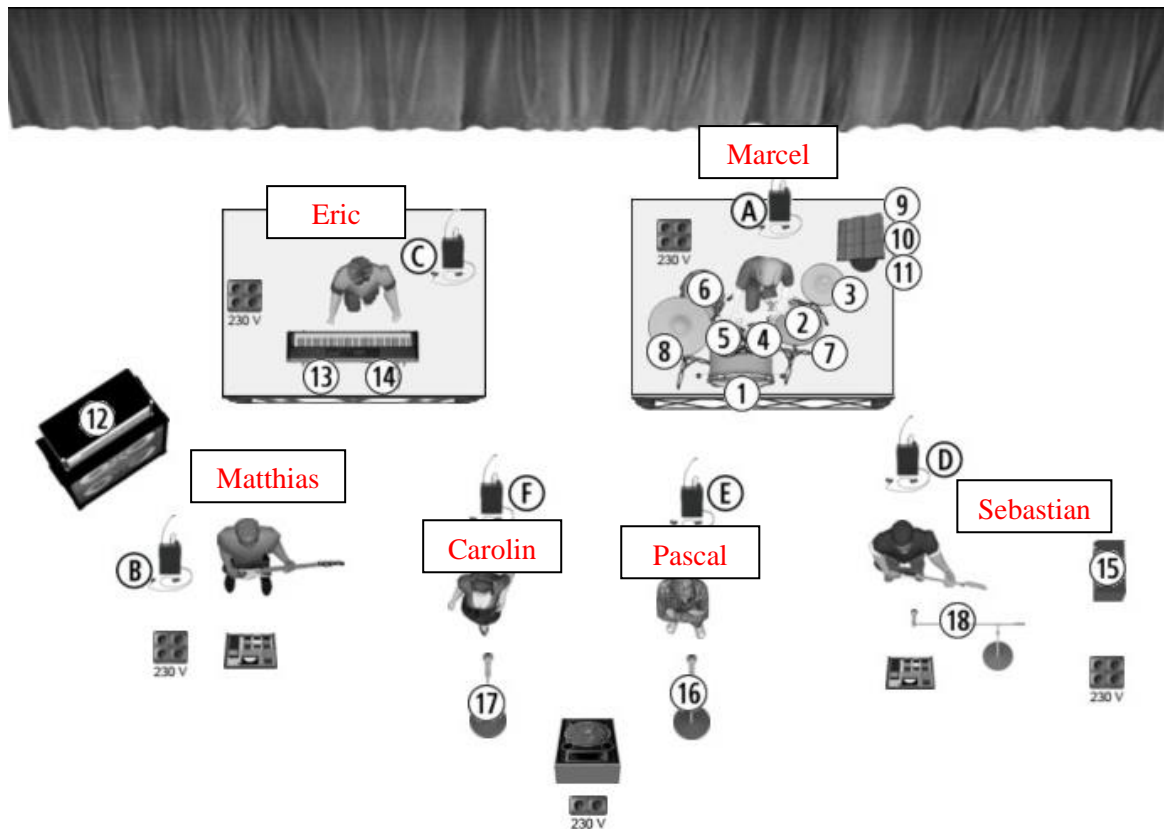 Marcel
Eric
A
9
C
10
230 V
11
6
3
230 V
2
5
4
8
7
13
14
1
12
Matthias
D
F
E
Sebastian
Carolin
Pascal
B
15
18
230 V
17
16
230 V
230 V